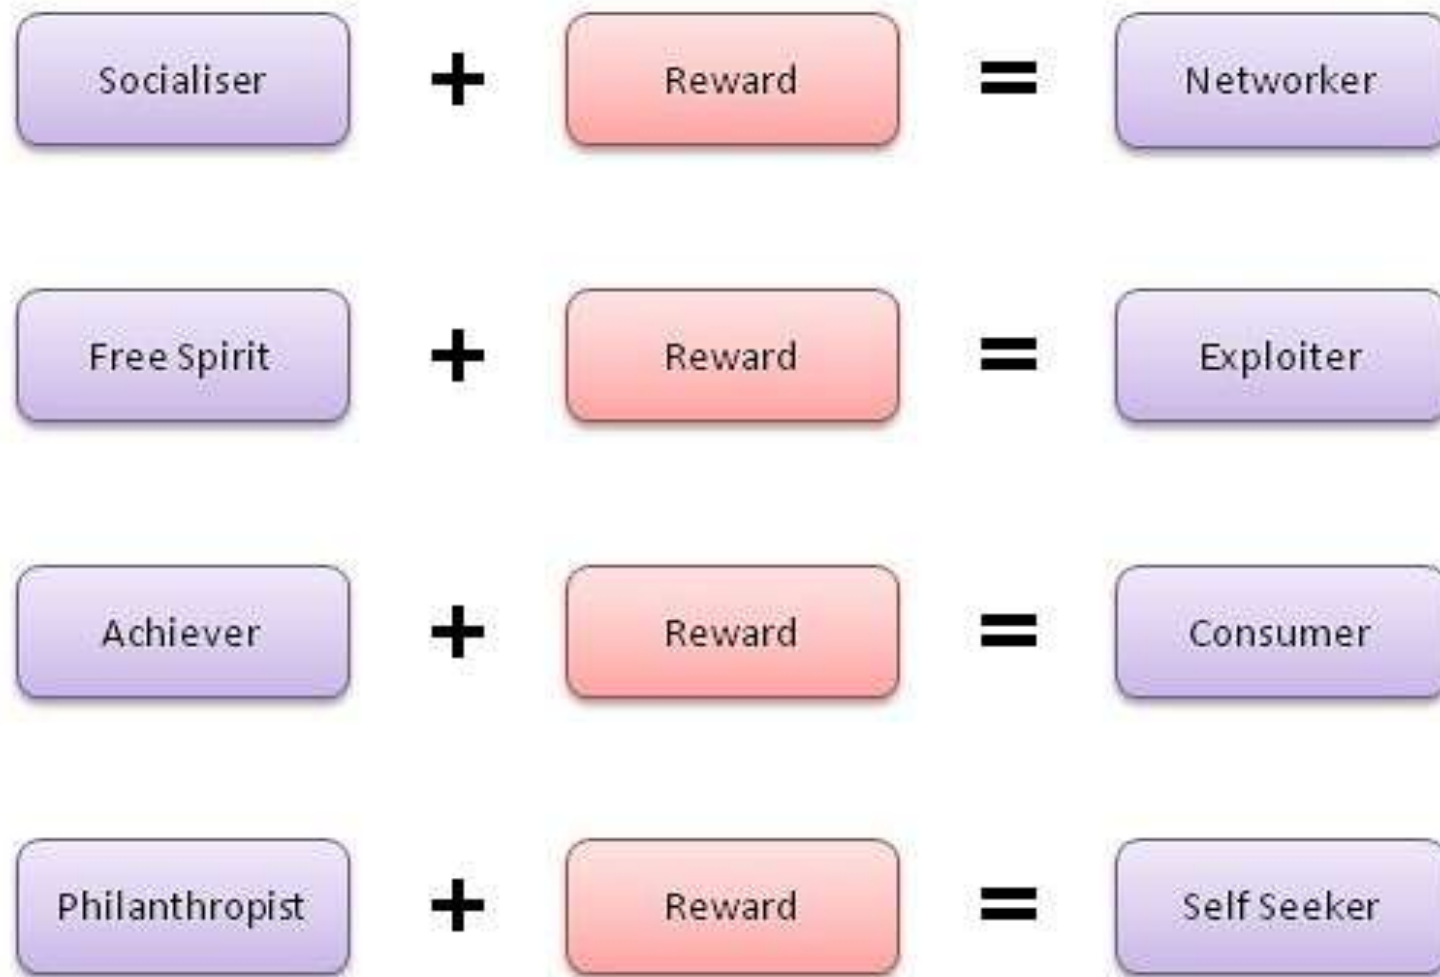 Socialiser + Reward = Networker
Free Spirit + Reward = Exploiter
Achiever + Reward = Consumer
Philanthropist + Reward = Self Seeker